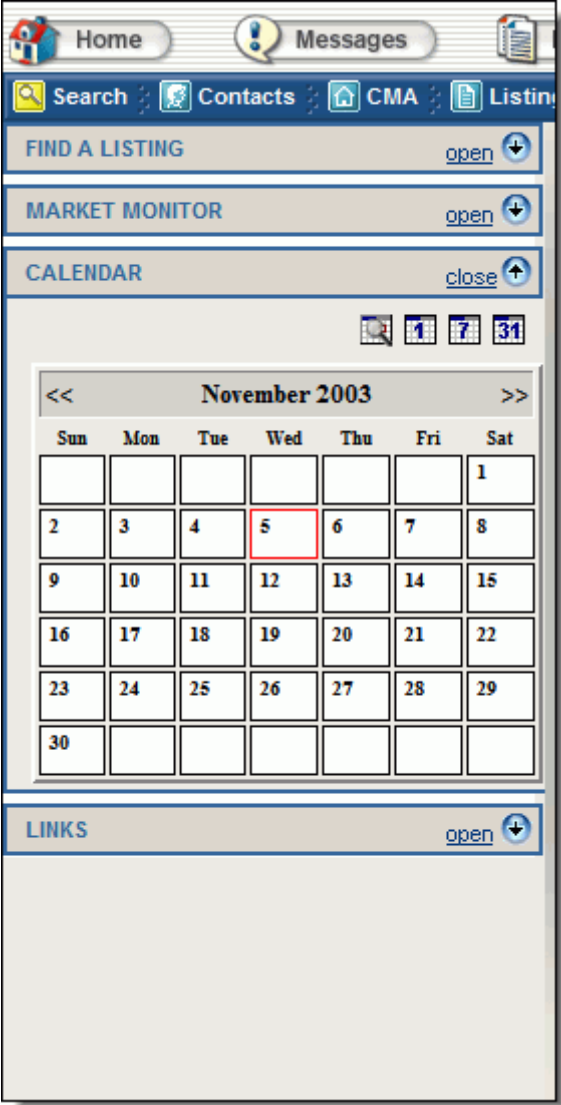 Home Messages
Search Contacts CMA
FIND A LISTING open
MARKET MONITOR open
CALENDAR close
1 7 31
<< November 2003 >>
Sun Mon Tue Wed Thu Fri Sat
1
2 3 4 5 6 7 8
9 10 11 12 13 14 15
16 17 18 19 20 21 22
23 24 25 26 27 28 29
30
LINKS open